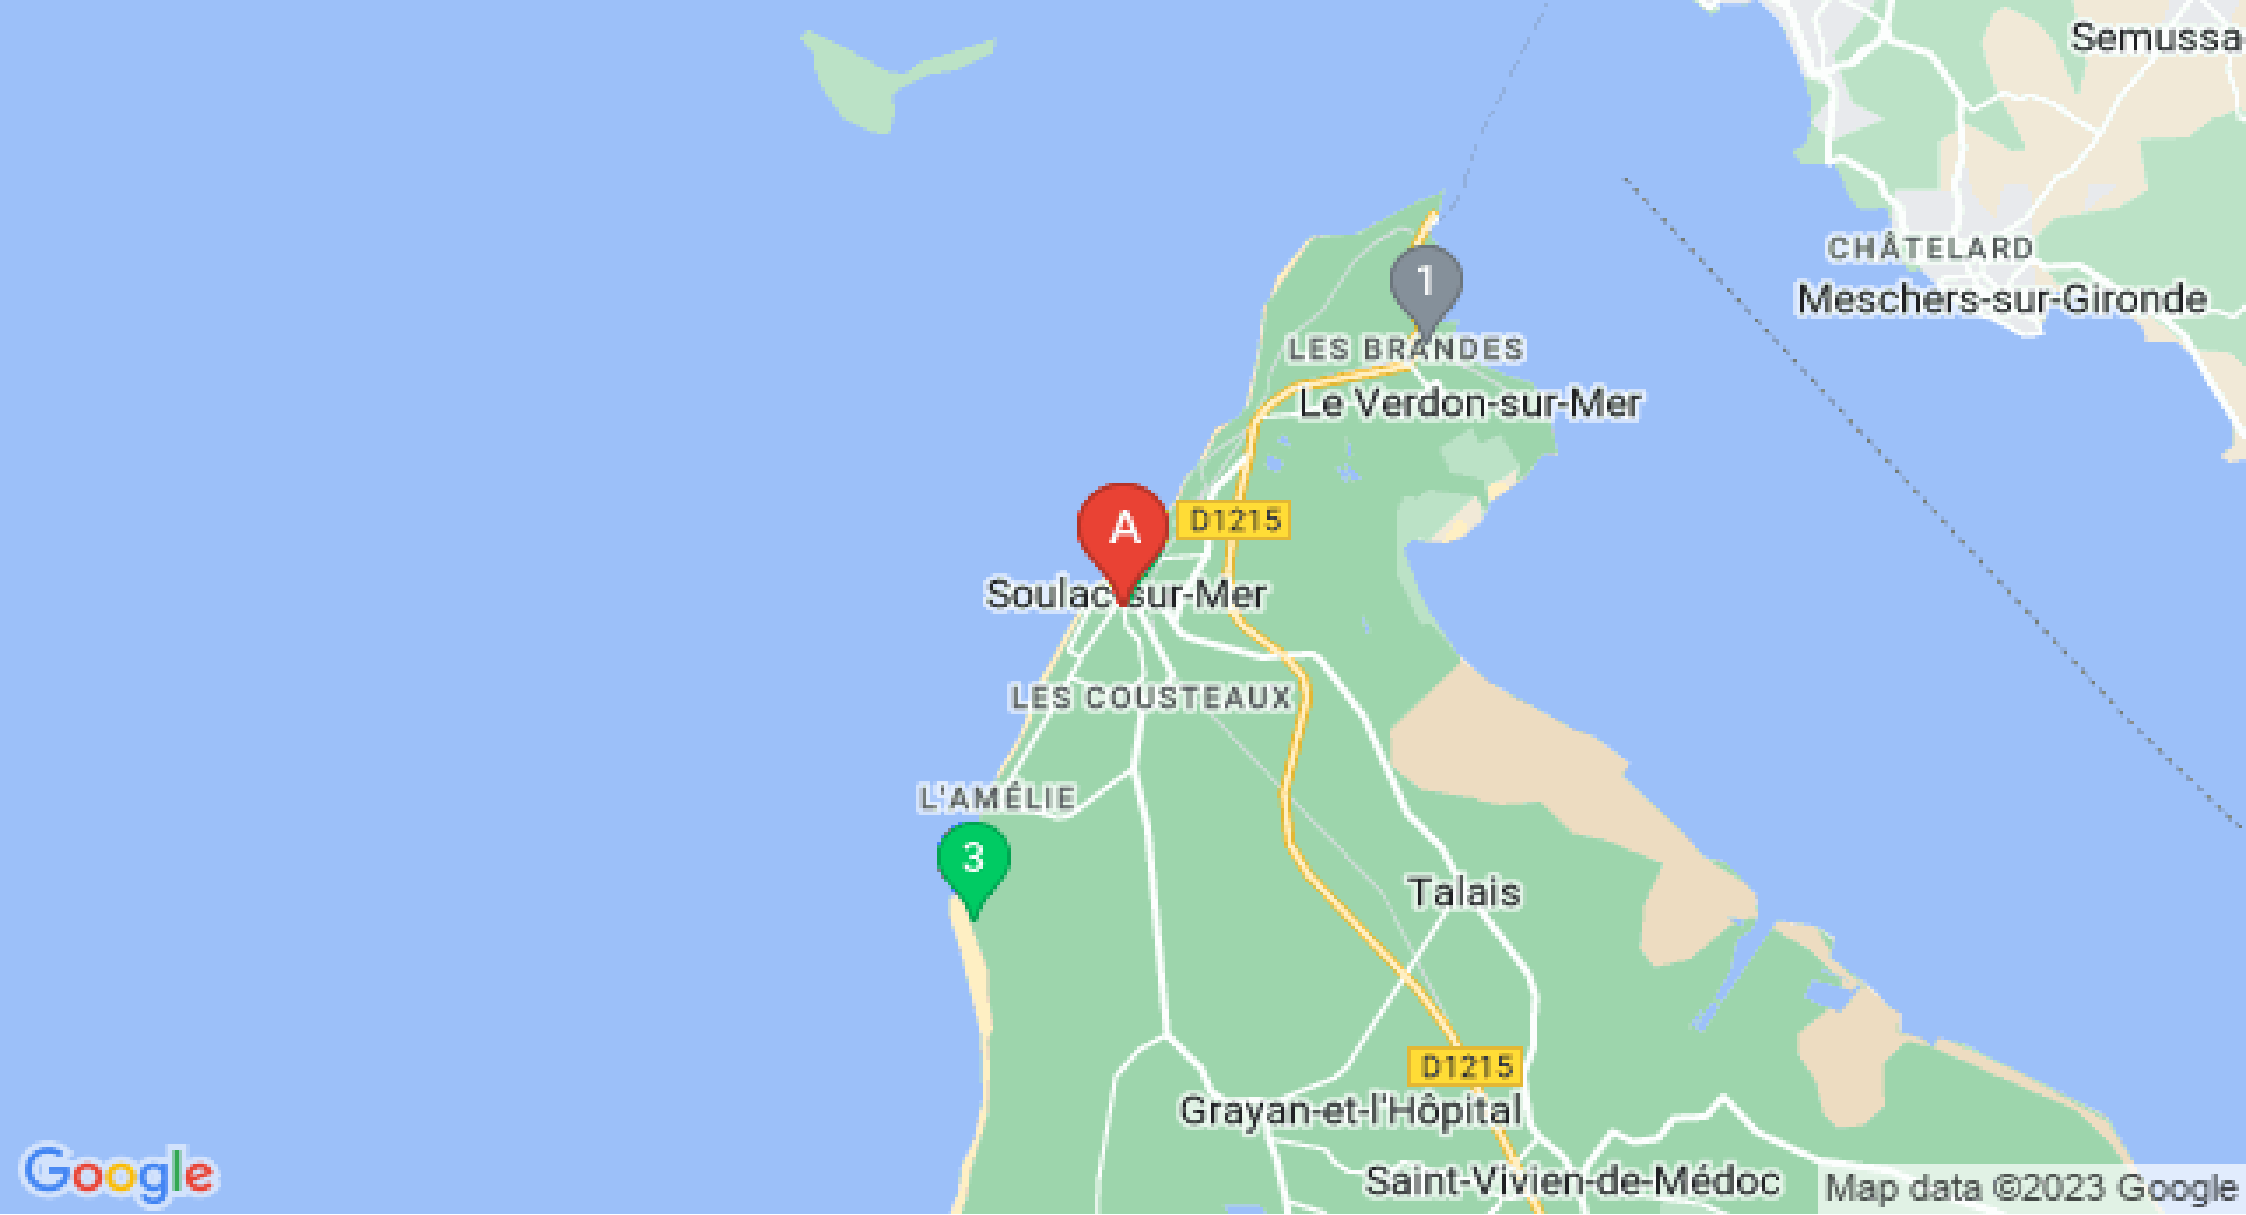 Semussa
CHÂTELARD
Meschers-sur-Gironde
1
LES BRANDES
Le Verdon-sur-Mer
A
D1215
Soulac-sur-Mer
LES COUSTEAUX
L'AMÉLIE
3
Talais
D1215
Grayan-et-l'Hôpital
Saint-Vivien-de-Médoc
Google
Map data ©2023 Google